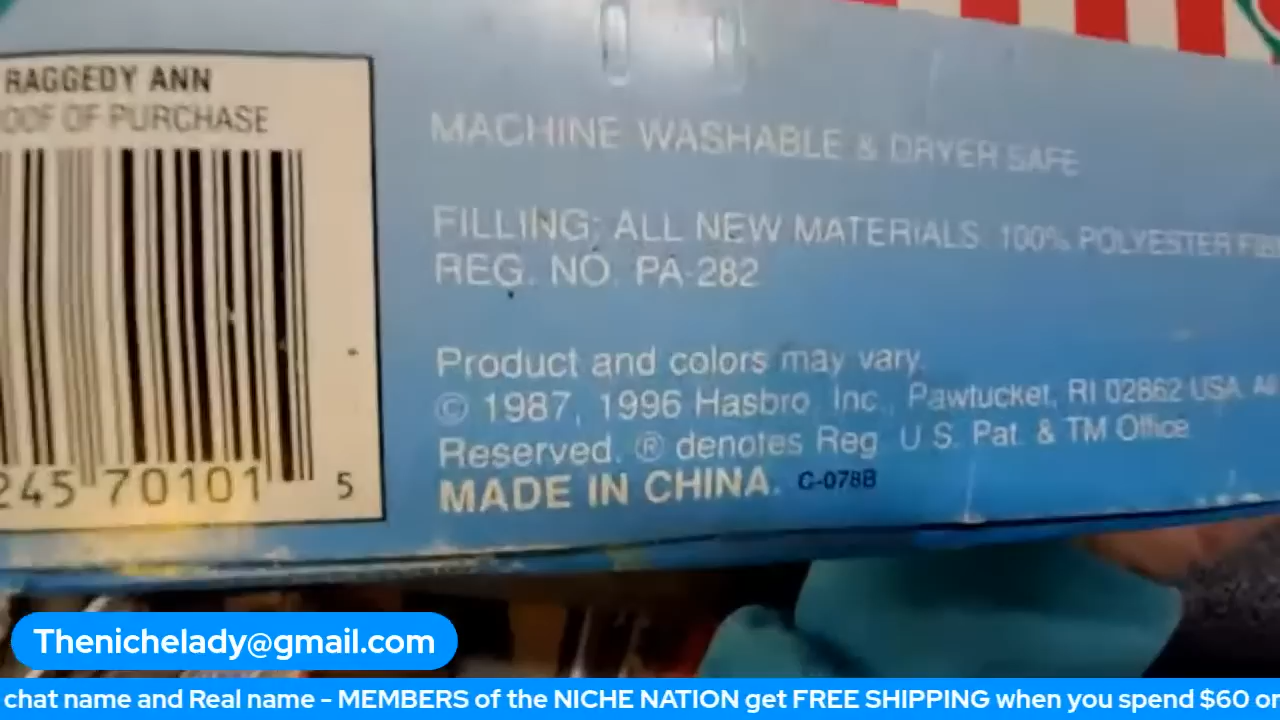 RAGGEDY ANN
OOF OF PURCHASE
245 70101 5
MACHINE WASHABLE & DRYER SAFE
FILLING: ALL NEW MATERIALS 100% POLYESTER
REG. NO. PA-282
Product and colors may vary.
© 1987, 1996 Hasbro Inc., Pawtucket, RI 02862 USA. All
Reserved. ® denotes Reg U S. Pat. & TM Office
MADE IN CHINA. C-078B
Thenichelady@gmail.com
chat name and Real name - MEMBERS of the NICHE NATION get FREE SHIPPING when you spend $60 or